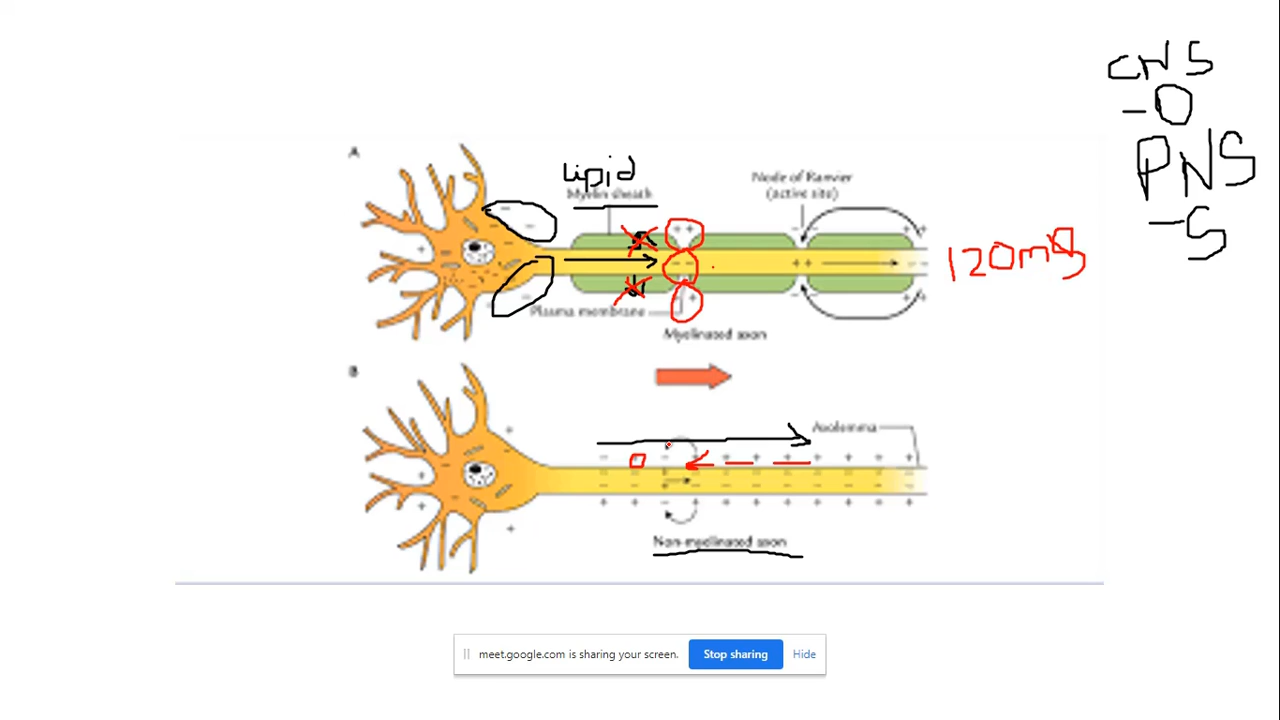 CNS
-O
PNS
-S
A
Lipid
Myelin sheath
Node of Ranvier
(active site)
120m/s
Plasma membrane
Myelinated axon
B
Axolemma
Non-myelinated axon
meet.google.com is sharing your screen.
Stop sharing
Hide